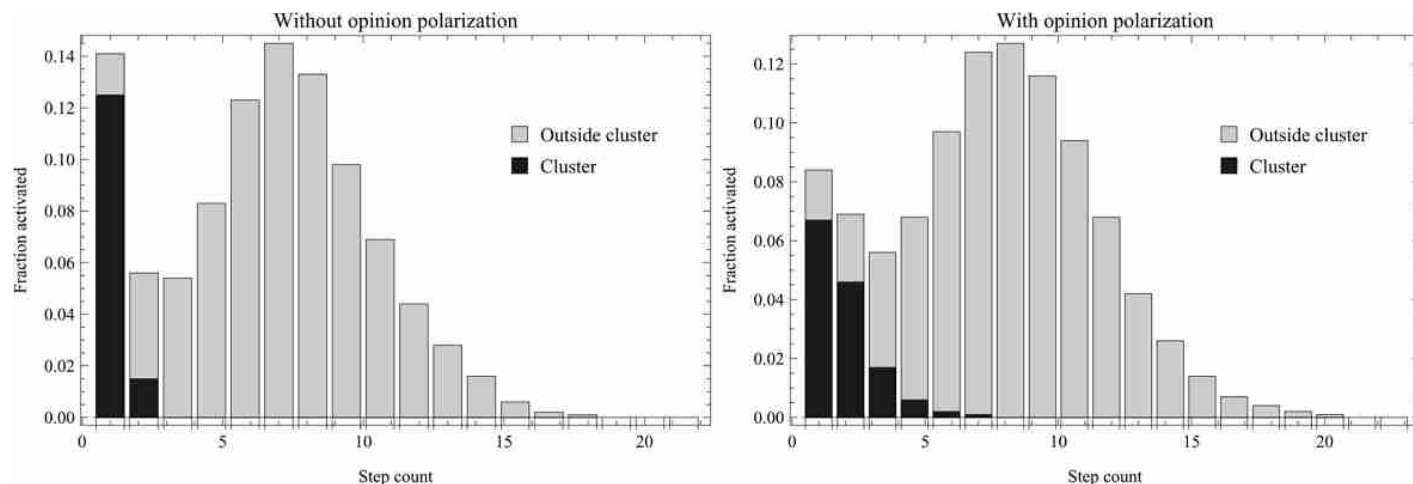 Without opinion polarization
0.14
0.12
0.10
0.08
0.06
0.04
0.02
0.00
Fraction activated
Outside cluster
Cluster
0 5 10 15 20
Step count
With opinion polarization
0.12
0.10
0.08
0.06
0.04
0.02
0.00
Fraction activated
Outside cluster
Cluster
0 5 10 15 20
Step count